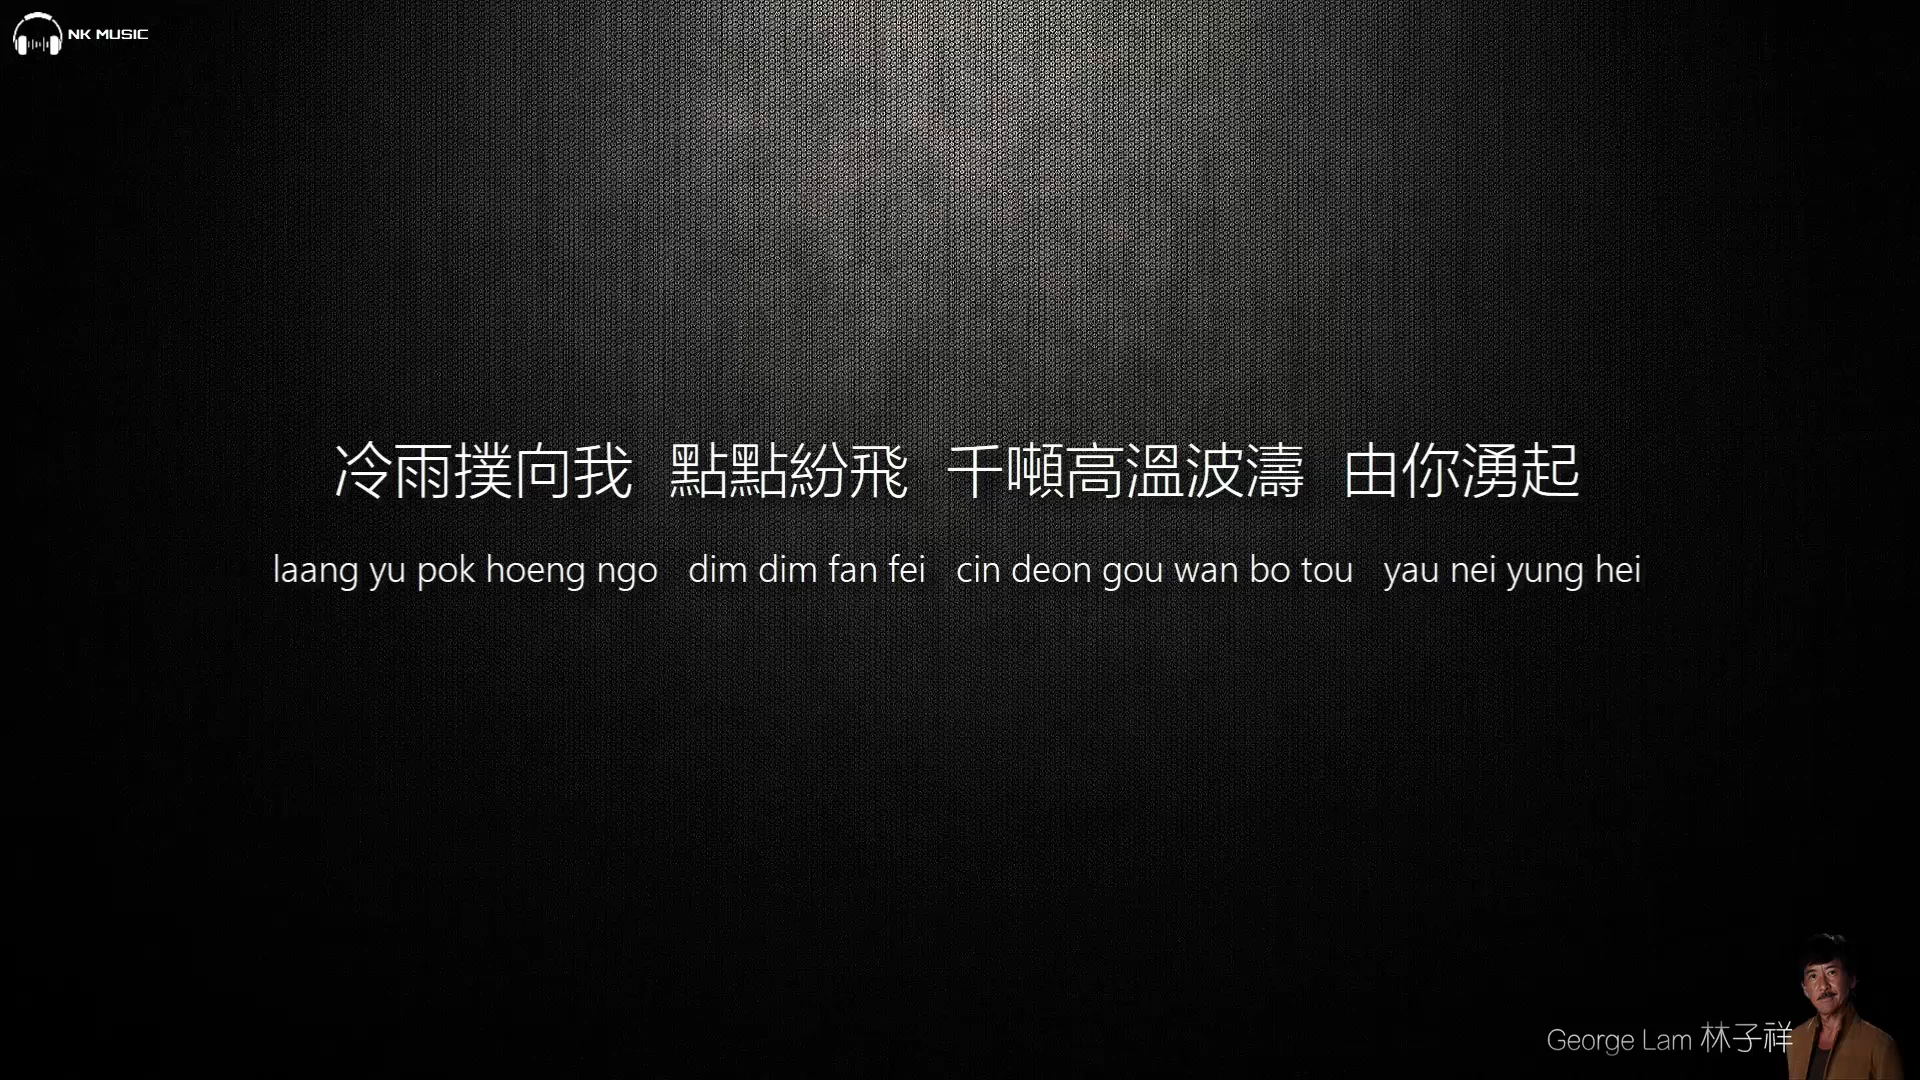 NK MUSIC
冷雨撲向我 點點紛飛 千噸高溫波濤 由你湧起
laang yu pok hoeng ngo dim dim fan fei cin deon gou wan bo tou yau nei yung hei
George Lam 林子祥